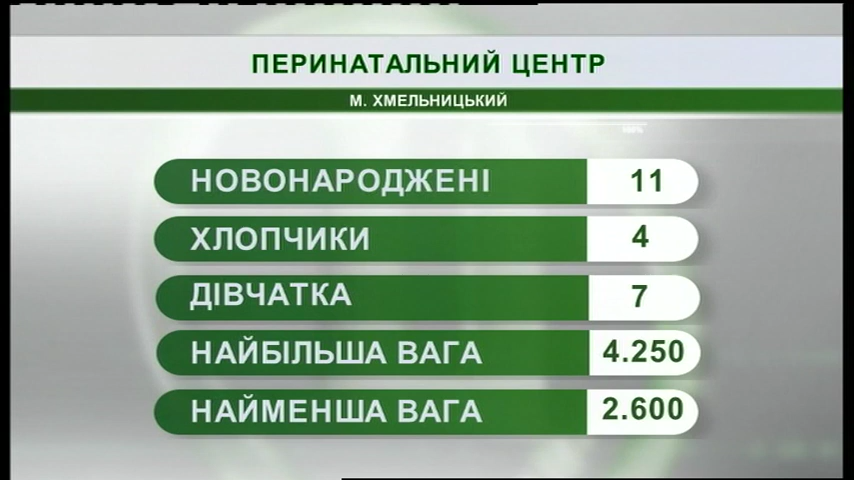 ПЕРИНАТАЛЬНИЙ ЦЕНТР
М. ХМЕЛЬНИЦЬКИЙ
НОВОНАРОДЖЕНІ 11
ХЛОПЧИКИ 4
ДІВЧАТКА 7
НАЙБІЛЬША ВАГА 4.250
НАЙМЕНША ВАГА 2.600